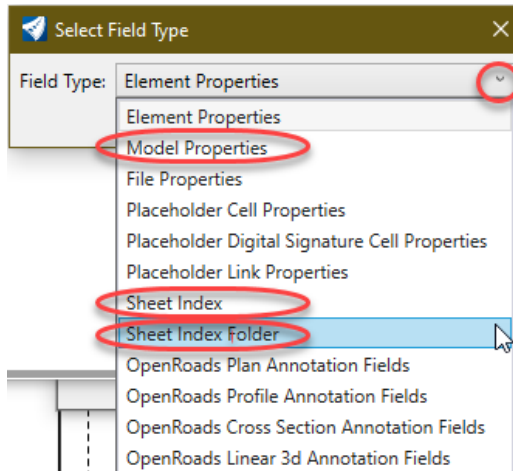 Select Field Type
Field Type: Element Properties
Element Properties
Model Properties
File Properties
Placeholder Cell Properties
Placeholder Digital Signature Cell Properties
Placeholder Link Properties
Sheet Index
Sheet Index Folder
OpenRoads Plan Annotation Fields
OpenRoads Profile Annotation Fields
OpenRoads Cross Section Annotation Fields
OpenRoads Linear 3d Annotation Fields